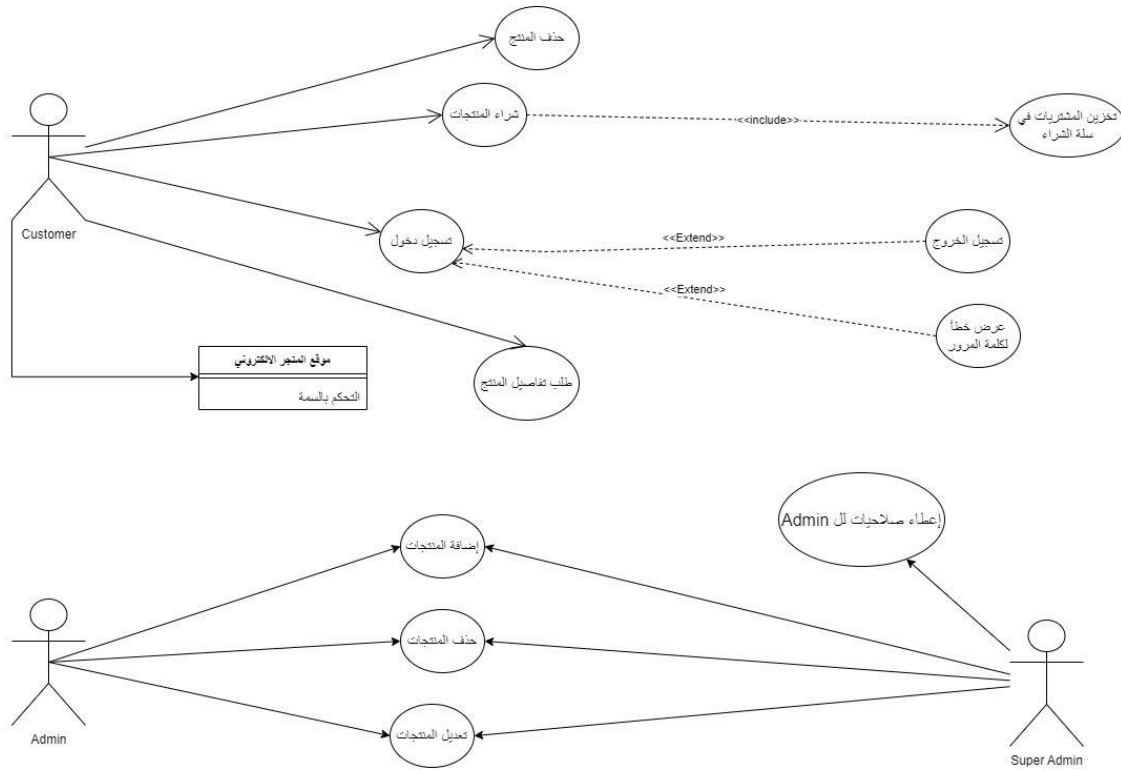 حذف المنتج
شراء المنتجات
<<include>>
تخزين المشتريات في
سلة الشراء
Customer
تسجيل دخول
<<Extend>>
تسجيل الخروج
<<Extend>>
عرض خطأ
لكلمة المرور
موقع المتجر الالكتروني
التحكم بالسمة
طلب تفاصيل المنتج
إعطاء صلاحيات لل Admin
إضافة المنتجات
حذف المنتجات
تعديل المنتجات
Admin
Super Admin